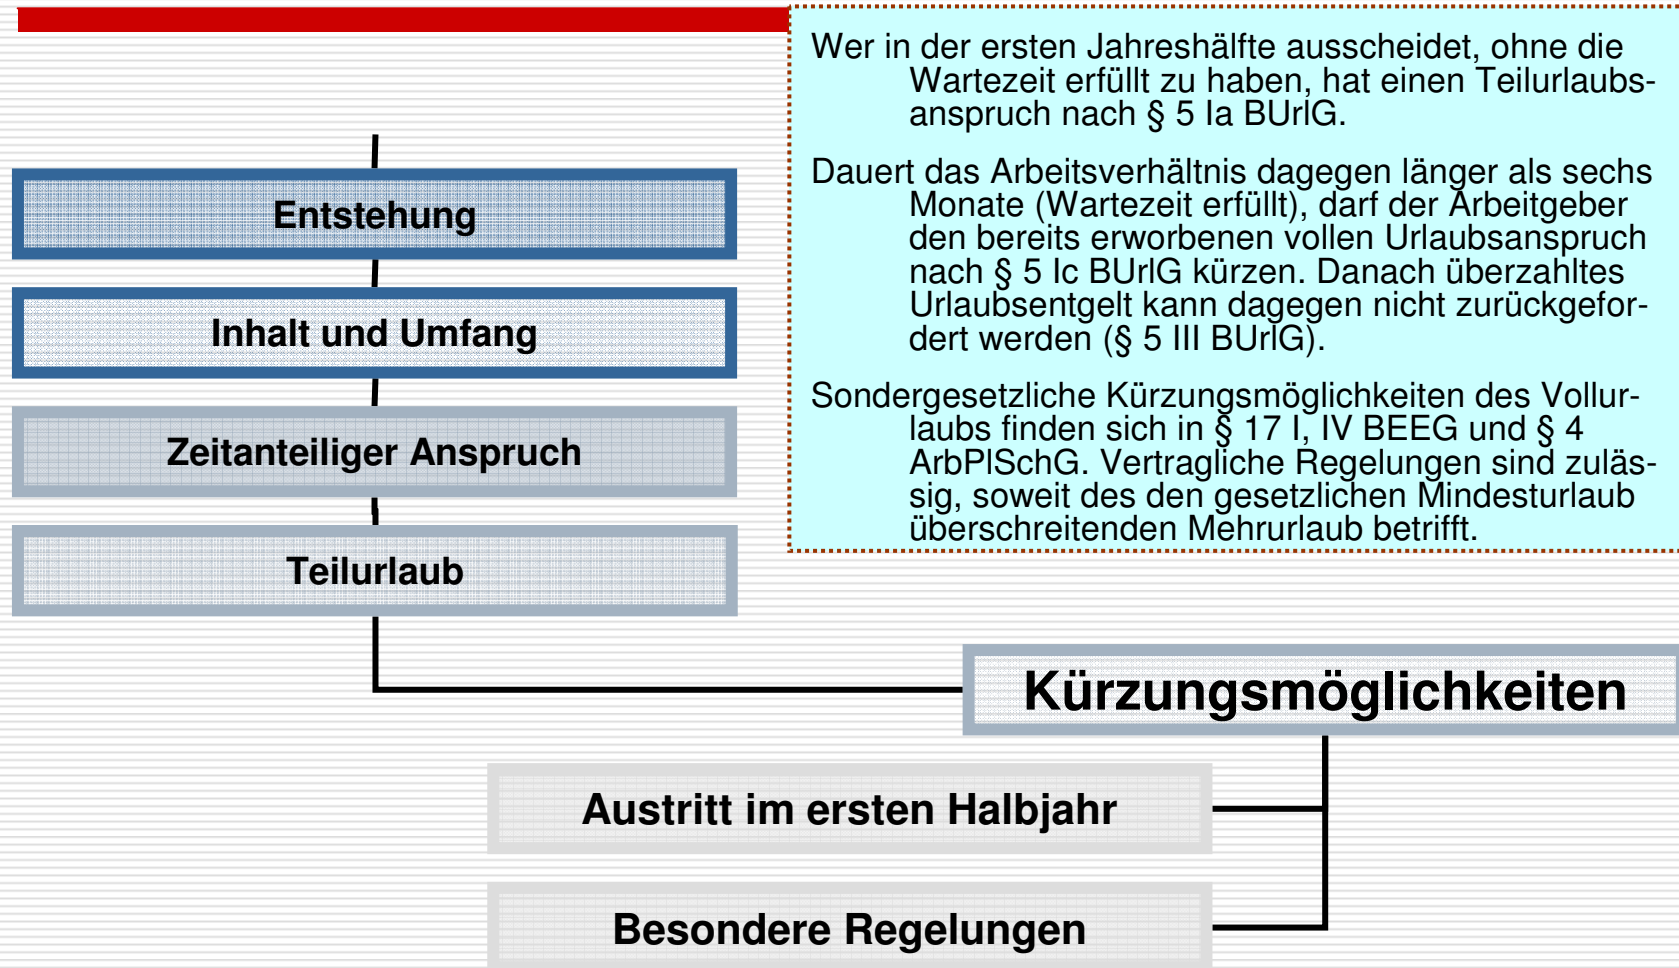 Wer in der ersten Jahreshälfte ausscheidet, ohne die
Wartezeit erfüllt zu haben, hat einen Teilurlaubs-
anspruch nach § 5 Ia BUrlG.
Dauert das Arbeitsverhältnis dagegen länger als sechs
Monate (Wartezeit erfüllt), darf der Arbeitgeber
den bereits erworbenen vollen Urlaubsanspruch
nach § 5 Ic BUrlG kürzen. Danach überzahltes
Urlaubsentgelt kann dagegen nicht zurückgefor-
dert werden (§ 5 III BUrlG).
Sondergesetzliche Kürzungsmöglichkeiten des Vollur-
laubs finden sich in § 17 I, IV BEEG und § 4
ArbPlSchG. Vertragliche Regelungen sind zuläs-
sig, soweit des den gesetzlichen Mindesturlaub
überschreitenden Mehrurlaub betrifft.
Entstehung
Inhalt und Umfang
Zeitanteiliger Anspruch
Teilurlaub
Kürzungsmöglichkeiten
Austritt im ersten Halbjahr
Besondere Regelungen